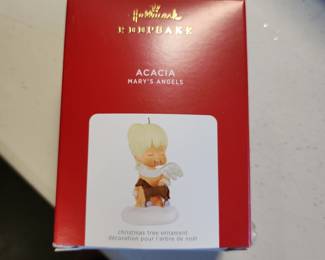 Hallmark
KEEPSAKE
ACACIA
MARY'S ANGELS
christmas tree ornament
décoration pour l'arbre de noël